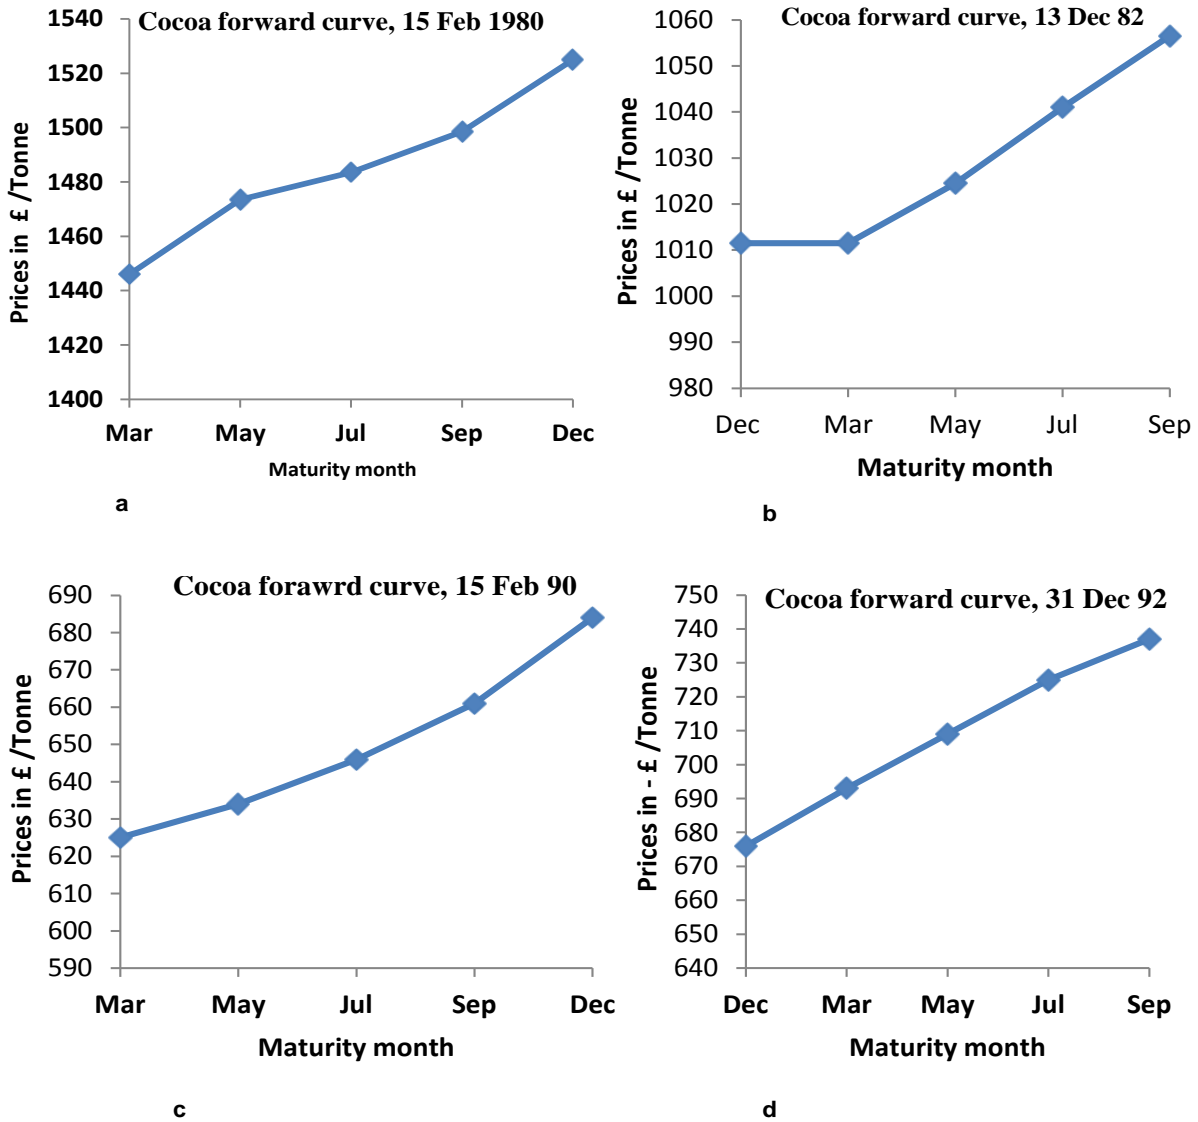 Cocoa forward curve, 15 Feb 1980
Prices in £ /Tonne
1540
1520
1500
1480
1460
1440
1420
1400
Mar May Jul Sep Dec
Maturity month
a
Cocoa forward curve, 13 Dec 82
Prices in £ /Tonne
1060
1050
1040
1030
1020
1010
1000
990
980
Dec Mar May Jul Sep
Maturity month
b
Cocoa forawrd curve, 15 Feb 90
Prices in £ /Tonne
690
680
670
660
650
640
630
620
610
600
590
Mar May Jul Sep Dec
Maturity month
c
Cocoa forward curve, 31 Dec 92
Prices in - £ /Tonne
750
740
730
720
710
700
690
680
670
660
650
640
Dec Mar May Jul Sep
Maturity month
d